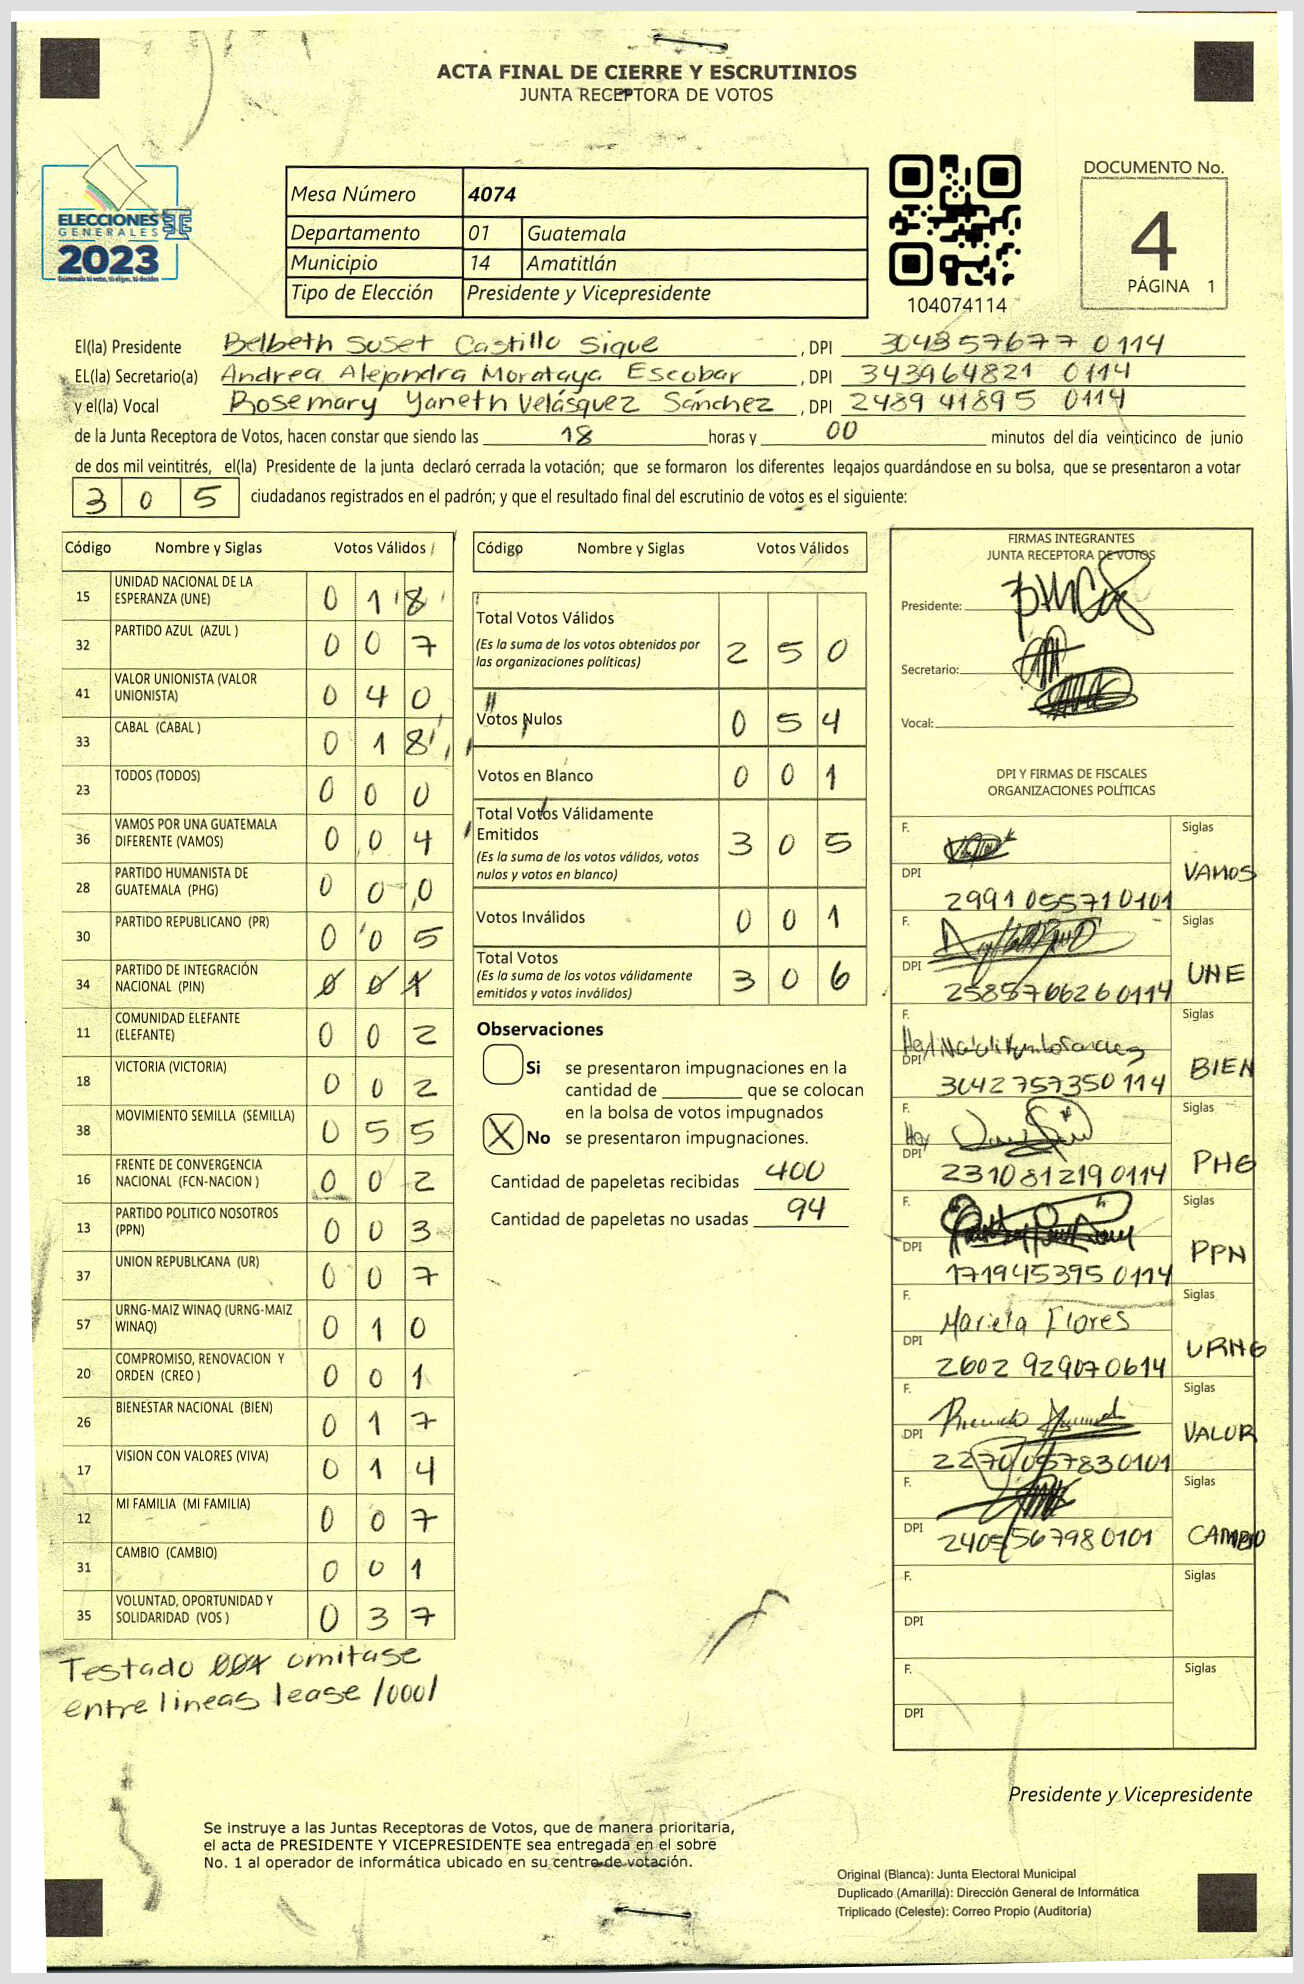 ACTA FINAL DE CIERRE Y ESCRUTINIOS
JUNTA RECEPTORA DE VOTOS
ELECCIONES
GENERALES
2023
Mesa Número 4074
Departamento 01 Guatemala
Municipio 14 Amatitlán
Tipo de Elección Presidente y Vicepresidente
104074114
DOCUMENTO No.
4
PÁGINA 1
El(la) Presidente Belbeth Suset Castillo Sique, DPI 304857677 0114
EL(la) Secretario(a) Andrea Alejandra Morataya Escobar, DPI 343964821 0114
y el(la) Vocal Rosemary Yaneth Velásquez Sánchez, DPI 248941895 0114
de la Junta Receptora de Votos, hacen constar que siendo las 18 horas y 00 minutos del día veinticinco de junio
de dos mil veintitrés, el(la) Presidente de la junta declaró cerrada la votación; que se formaron los diferentes legajos guardándose en su bolsa, que se presentaron a votar
3 0 5 ciudadanos registrados en el padrón; y que el resultado final del escrutinio de votos es el siguiente:
Código Nombre y Siglas Votos Válidos
15 UNIDAD NACIONAL DE LA ESPERANZA (UNE) 0 1 8
32 PARTIDO AZUL (AZUL ) 0 0 7
41 VALOR UNIONISTA (VALOR UNIONISTA) 0 4 0
33 CABAL (CABAL ) 0 1 8
23 TODOS (TODOS) 0 0 0
36 VAMOS POR UNA GUATEMALA DIFERENTE (VAMOS) 0 0 4
28 PARTIDO HUMANISTA DE GUATEMALA (PHG) 0 0 0
30 PARTIDO REPUBLICANO (PR) 0 0 5
34 PARTIDO DE INTEGRACIÓN NACIONAL (PIN) 0 0 1
11 COMUNIDAD ELEFANTE (ELEFANTE) 0 0 2
18 VICTORIA (VICTORIA) 0 0 2
38 MOVIMIENTO SEMILLA (SEMILLA) 0 5 5
16 FRENTE DE CONVERGENCIA NACIONAL (FCN-NACION ) 0 0 2
13 PARTIDO POLITICO NOSOTROS (PPN) 0 0 3
37 UNION REPUBLICANA (UR) 0 0 7
57 URNG-MAIZ WINAQ (URNG-MAIZ WINAQ) 0 1 0
20 COMPROMISO, RENOVACION Y ORDEN (CREO ) 0 0 1
26 BIENESTAR NACIONAL (BIEN) 0 1 7
17 VISION CON VALORES (VIVA) 0 1 4
12 MI FAMILIA (MI FAMILIA) 0 0 7
31 CAMBIO (CAMBIO) 0 0 1
35 VOLUNTAD, OPORTUNIDAD Y SOLIDARIDAD (VOS ) 0 3 7
Testado 001 omitase
entre lineas lease /000/
Código Nombre y Siglas Votos Válidos
Total Votos Válidos
(Es la suma de los votos obtenidos por
las organizaciones políticas) 2 5 0
Votos Nulos 0 5 4
Votos en Blanco 0 0 1
Total Votos Válidamente
Emitidos
(Es la suma de los votos válidos, votos
nulos y votos en blanco) 3 0 5
Votos Inválidos 0 0 1
Total Votos
(Es la suma de los votos válidamente
emitidos y votos inválidos) 3 0 6
Observaciones
Si se presentaron impugnaciones en la
cantidad de que se colocan
en la bolsa de votos impugnados
X No se presentaron impugnaciones.
Cantidad de papeletas recibidas 400
Cantidad de papeletas no usadas 94
FIRMAS INTEGRANTES
JUNTA RECEPTORA DE VOTOS
Presidente:
Secretario:
Vocal:
DPI Y FIRMAS DE FISCALES
ORGANIZACIONES POLÍTICAS
F. Siglas VAMOS
DPI 2991055710101
F. Siglas UNE
DPI 2585766260114
F. Siglas BIEN
DPI 3042757350114
F. Siglas PHG
DPI 2310812190114
F. Siglas PPN
DPI 1719453950114
F. Mariela Flores Siglas URNG
DPI 2602929070614
F. Siglas VALOR
DPI 2270057830101
F. Siglas CAMBIO
DPI 2405567980101
F. Siglas
DPI
F. Siglas
DPI
Presidente y Vicepresidente
Se instruye a las Juntas Receptoras de Votos, que de manera prioritaria,
el acta de PRESIDENTE Y VICEPRESIDENTE sea entregada en el sobre
No. 1 al operador de informática ubicado en su centro de votación.
Original (Blanca): Junta Electoral Municipal
Duplicado (Amarilla): Dirección General de Informática
Triplicado (Celeste): Correo Propio (Auditoría)